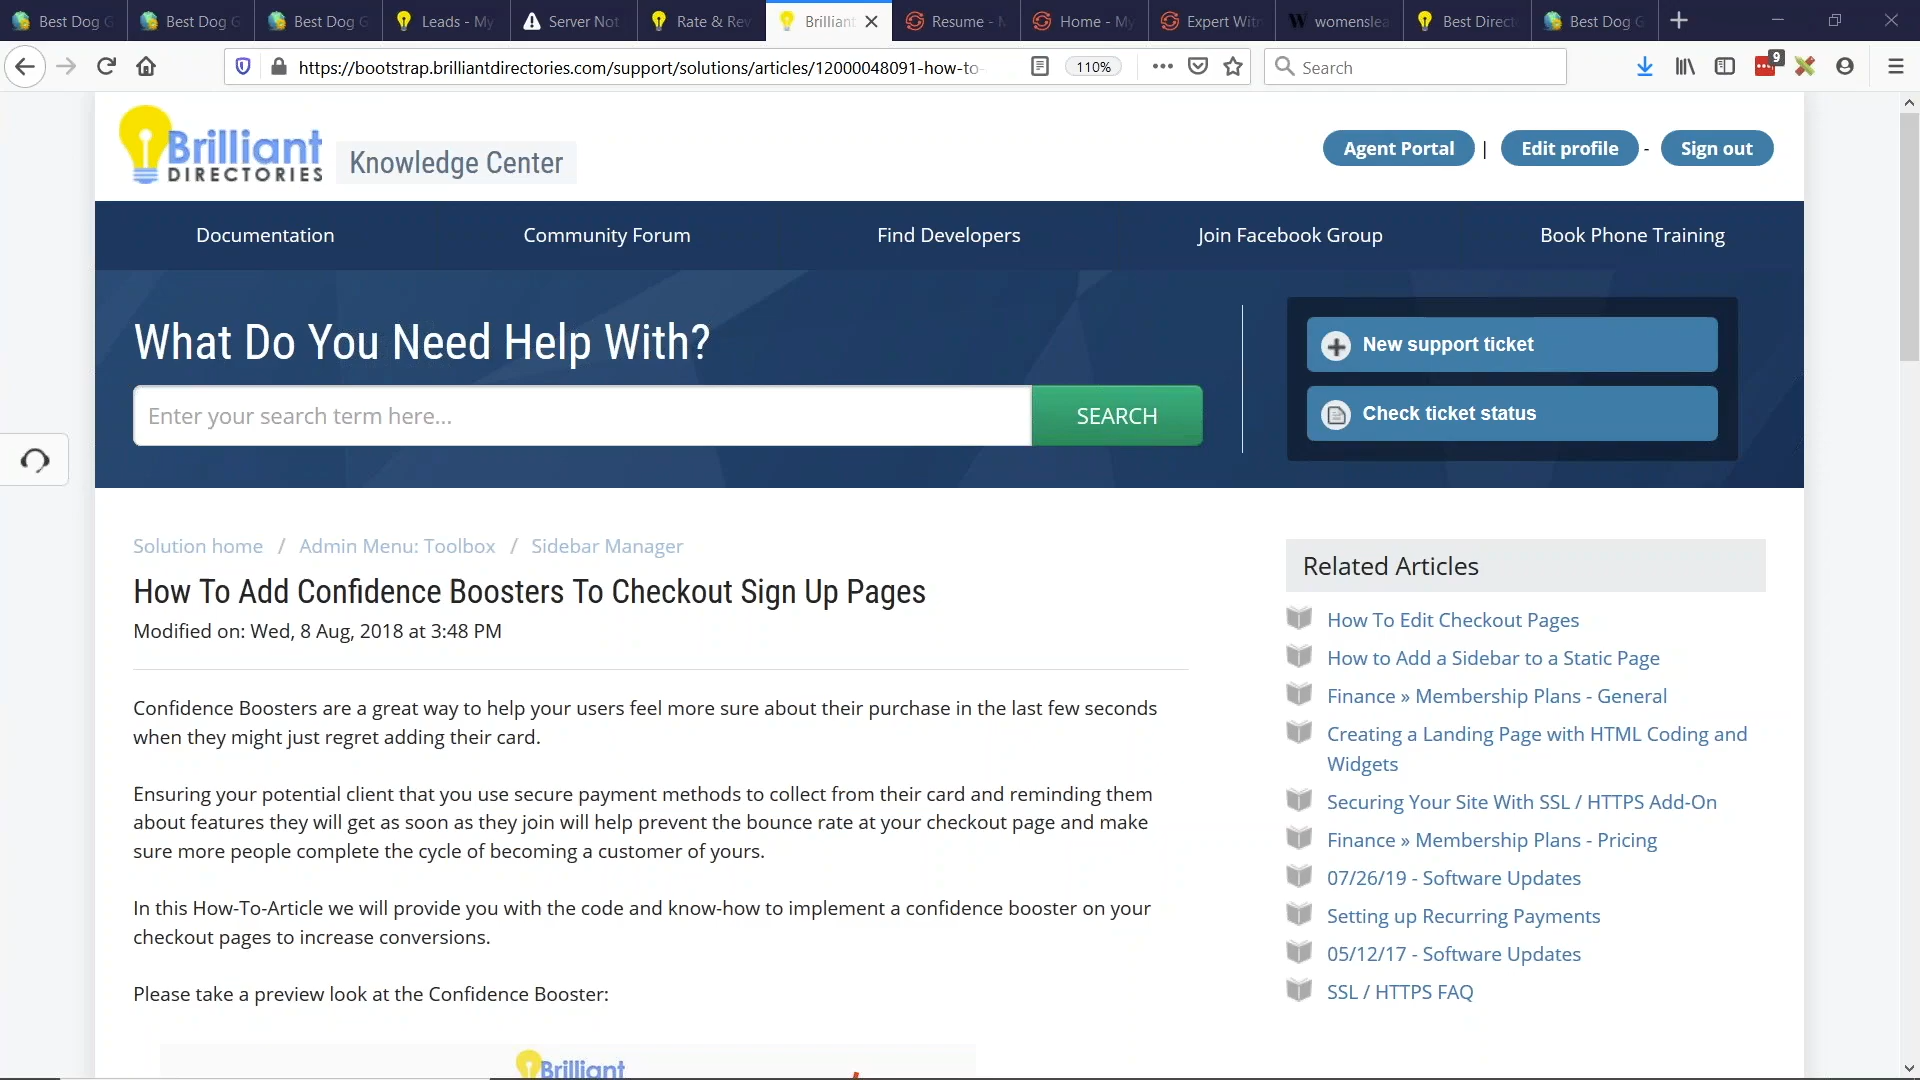 Best Dog G
Best Dog G
Best Dog G
Leads - My
Server Not
Rate & Rev
Brilliant
Resume - M
Home - My
Expert Witn
womenslea
Best Direct
Best Dog G
https://bootstrap.brilliantdirectories.com/support/solutions/articles/12000048091-how-to-
110%
Search
9
Brilliant
DIRECTORIES
Knowledge Center
Agent Portal | Edit profile - Sign out
Documentation
Community Forum
Find Developers
Join Facebook Group
Book Phone Training
What Do You Need Help With?
Enter your search term here...
SEARCH
New support ticket
Check ticket status
Solution home / Admin Menu: Toolbox / Sidebar Manager
How To Add Confidence Boosters To Checkout Sign Up Pages
Modified on: Wed, 8 Aug, 2018 at 3:48 PM
Confidence Boosters are a great way to help your users feel more sure about their purchase in the last few seconds
when they might just regret adding their card.
Ensuring your potential client that you use secure payment methods to collect from their card and reminding them
about features they will get as soon as they join will help prevent the bounce rate at your checkout page and make
sure more people complete the cycle of becoming a customer of yours.
In this How-To-Article we will provide you with the code and know-how to implement a confidence booster on your
checkout pages to increase conversions.
Please take a preview look at the Confidence Booster:
Brilliant
Related Articles
How To Edit Checkout Pages
How to Add a Sidebar to a Static Page
Finance » Membership Plans - General
Creating a Landing Page with HTML Coding and
Widgets
Securing Your Site With SSL / HTTPS Add-On
Finance » Membership Plans - Pricing
07/26/19 - Software Updates
Setting up Recurring Payments
05/12/17 - Software Updates
SSL / HTTPS FAQ